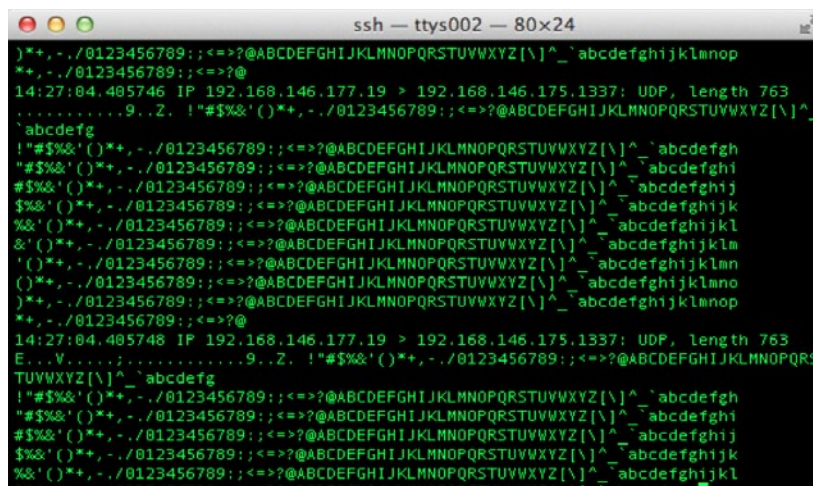 ssh — ttys002 — 80×24
)*+,-./0123456789:;<=>?@ABCDEFGHIJKLMNOPQRSTUVWXYZ[\]^_`abcdefghijklmnop
*+,-./0123456789:;<=>?@
14:27:04.405746 IP 192.168.146.177.19 > 192.168.146.175.1337: UDP, length 763
............9..Z. !"#$%&'()*+,-./0123456789:;<=>?@ABCDEFGHIJKLMNOPQRSTUVWXYZ[\]^_
`abcdefg
!"#$%&'()*+,-./0123456789:;<=>?@ABCDEFGHIJKLMNOPQRSTUVWXYZ[\]^_`abcdefgh
"#$%&'()*+,-./0123456789:;<=>?@ABCDEFGHIJKLMNOPQRSTUVWXYZ[\]^_`abcdefghi
#$%&'()*+,-./0123456789:;<=>?@ABCDEFGHIJKLMNOPQRSTUVWXYZ[\]^_`abcdefghij
$%&'()*+,-./0123456789:;<=>?@ABCDEFGHIJKLMNOPQRSTUVWXYZ[\]^_`abcdefghijk
%&'()*+,-./0123456789:;<=>?@ABCDEFGHIJKLMNOPQRSTUVWXYZ[\]^_`abcdefghijkl
&'()*+,-./0123456789:;<=>?@ABCDEFGHIJKLMNOPQRSTUVWXYZ[\]^_`abcdefghijklm
'()*+,-./0123456789:;<=>?@ABCDEFGHIJKLMNOPQRSTUVWXYZ[\]^_`abcdefghijklmn
()*+,-./0123456789:;<=>?@ABCDEFGHIJKLMNOPQRSTUVWXYZ[\]^_`abcdefghijklmno
)*+,-./0123456789:;<=>?@ABCDEFGHIJKLMNOPQRSTUVWXYZ[\]^_`abcdefghijklmnop
*+,-./0123456789:;<=>?@
14:27:04.405748 IP 192.168.146.177.19 > 192.168.146.175.1337: UDP, length 763
E...V.....;.............9..Z. !"#$%&'()*+,-./0123456789:;<=>?@ABCDEFGHIJKLMNOPQRS
TUVWXYZ[\]^_`abcdefg
!"#$%&'()*+,-./0123456789:;<=>?@ABCDEFGHIJKLMNOPQRSTUVWXYZ[\]^_`abcdefgh
"#$%&'()*+,-./0123456789:;<=>?@ABCDEFGHIJKLMNOPQRSTUVWXYZ[\]^_`abcdefghi
#$%&'()*+,-./0123456789:;<=>?@ABCDEFGHIJKLMNOPQRSTUVWXYZ[\]^_`abcdefghij
$%&'()*+,-./0123456789:;<=>?@ABCDEFGHIJKLMNOPQRSTUVWXYZ[\]^_`abcdefghijk
%&'()*+,-./0123456789:;<=>?@ABCDEFGHIJKLMNOPQRSTUVWXYZ[\]^_`abcdefghijkl